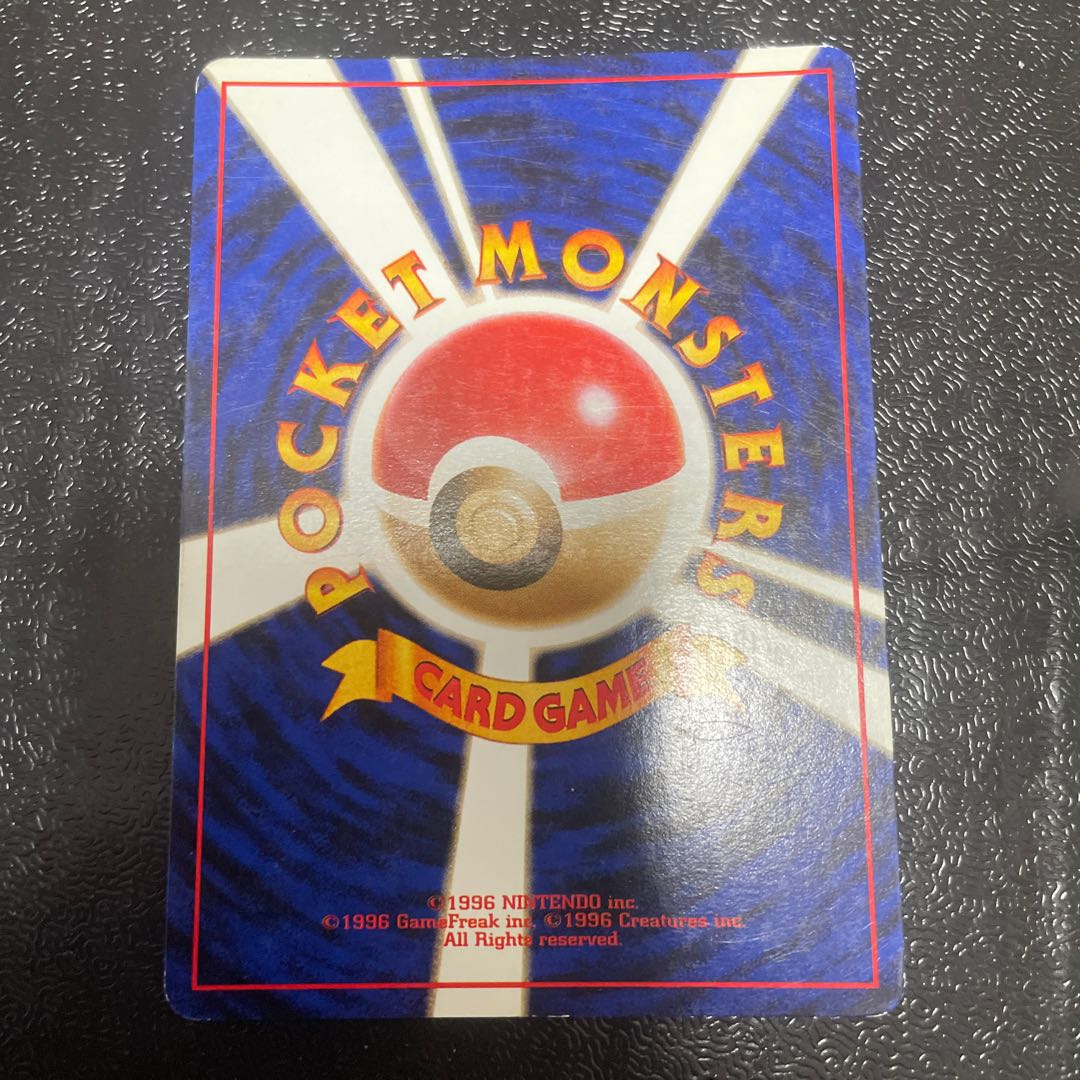 POCKET MONSTERS
CARD GAME
©1996 NINTENDO inc.
©1996 GameFreak inc. ©1996 Creatures inc.
All Rights reserved.